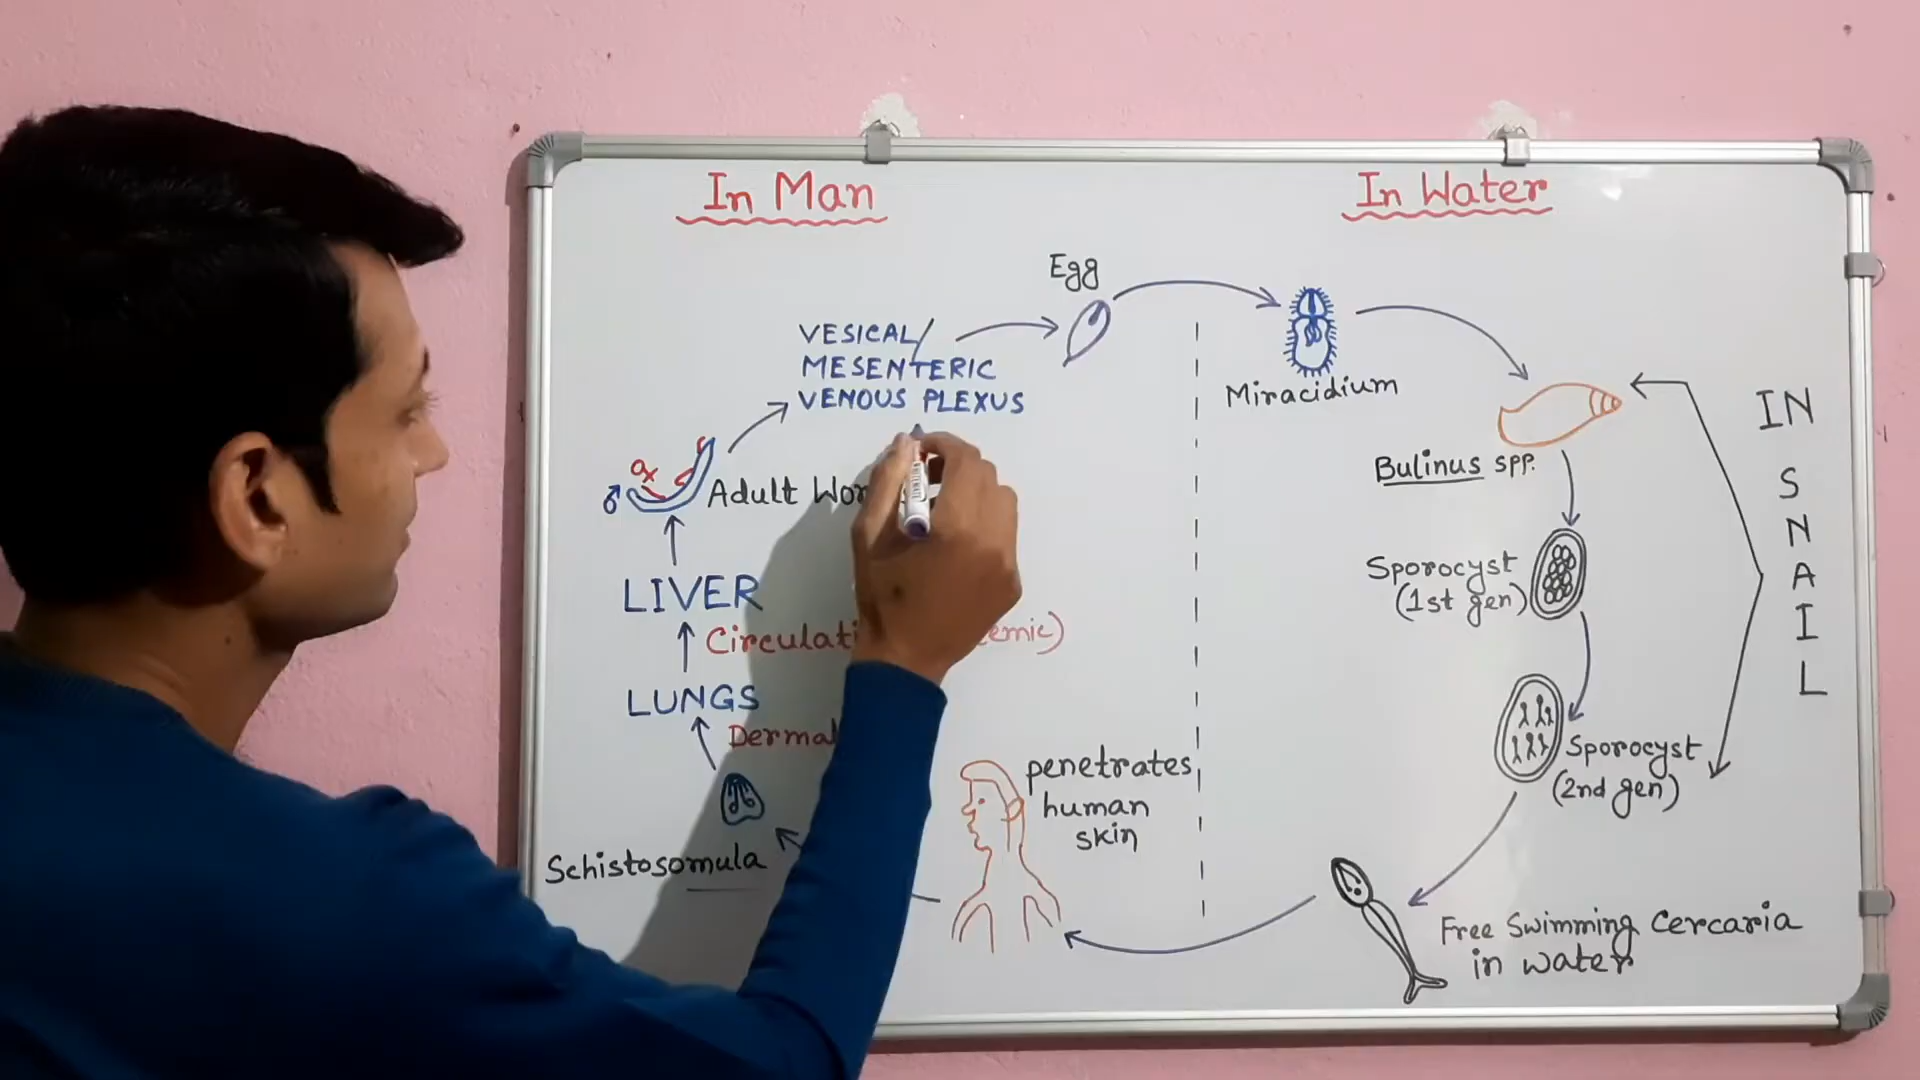 In Man
In Water
Egg
VESICAL/
MESENTERIC
VENOUS PLEXUS
Miracidium
IN
SNAIL
Bulinus spp.
♂
Adult
LIVER
LUNGS
Sporocyst
(1st gen)
Sporocyst
(2nd gen)
penetrates
human
skin
Schistosomula
Free Swimming Cercaria
in water